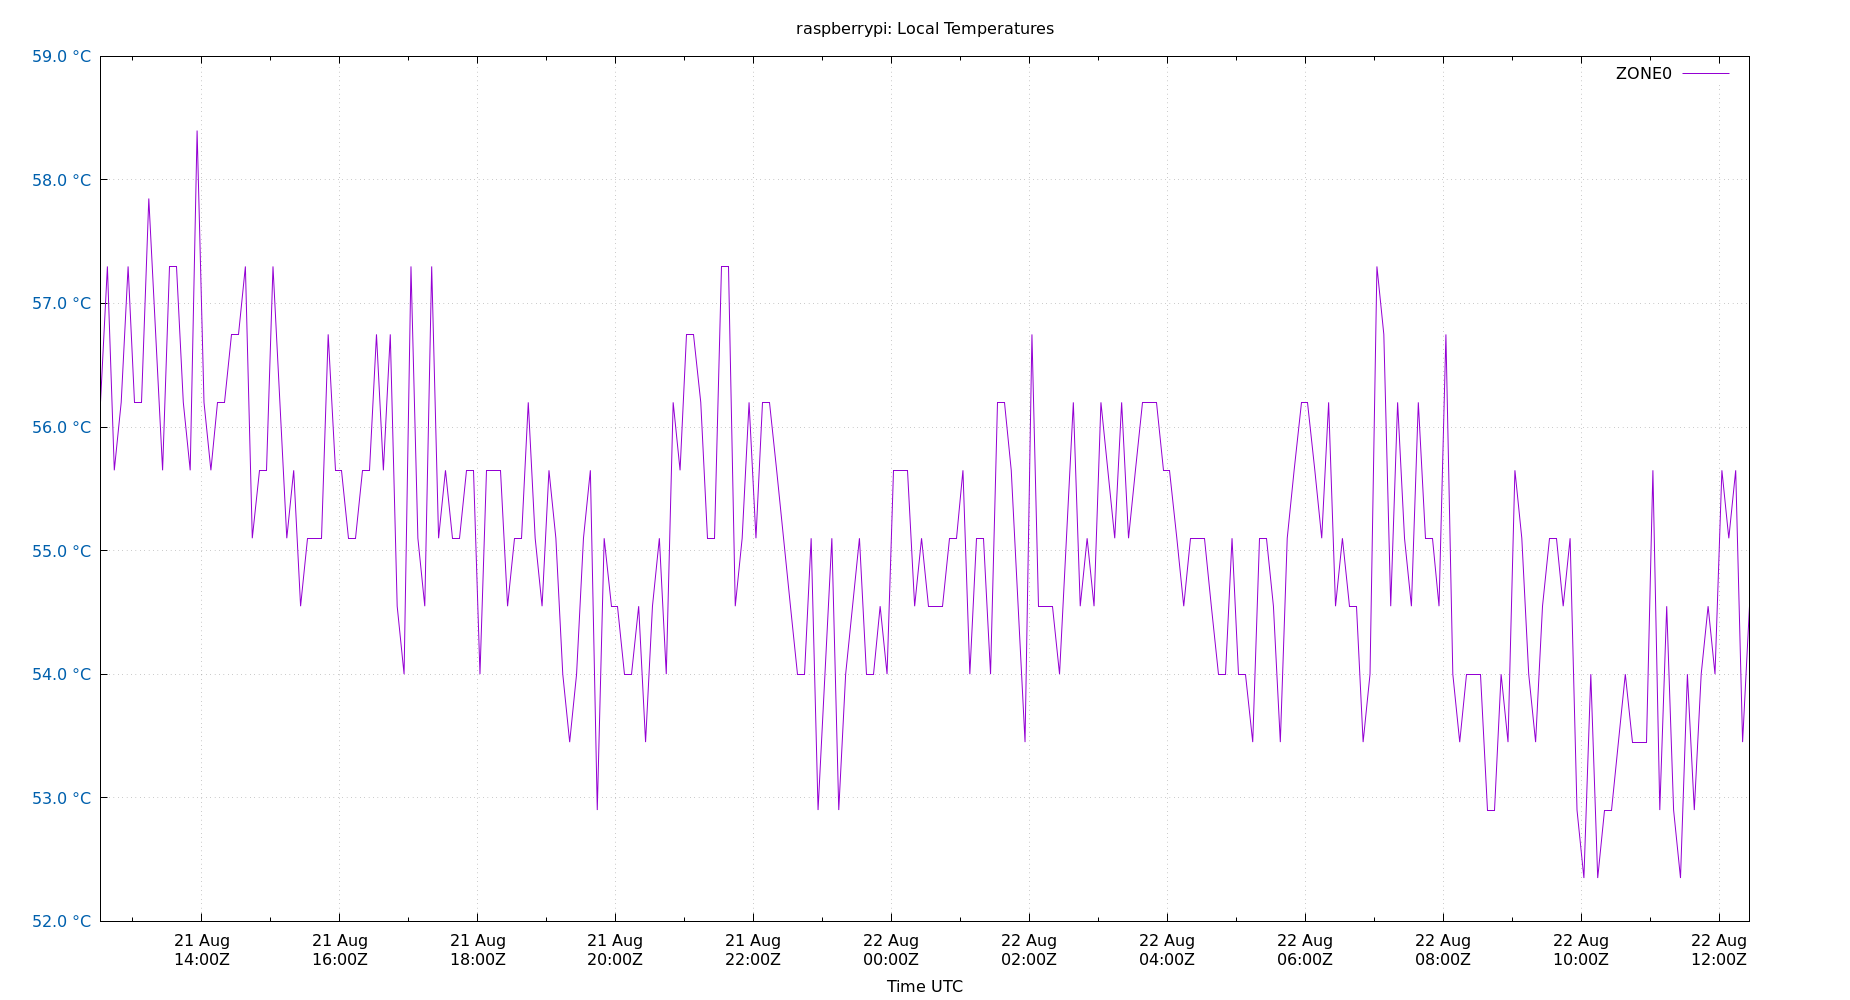 raspberrypi: Local Temperatures
59.0 °C
ZONE0
58.0 °C
57.0 °C
56.0 °C
55.0 °C
54.0 °C
53.0 °C
52.0 °C
21 Aug 21 Aug 21 Aug 21 Aug 21 Aug 22 Aug 22 Aug 22 Aug 22 Aug 22 Aug 22 Aug 22 Aug
14:00Z 16:00Z 18:00Z 20:00Z 22:00Z 00:00Z 02:00Z 04:00Z 06:00Z 08:00Z 10:00Z 12:00Z
Time UTC